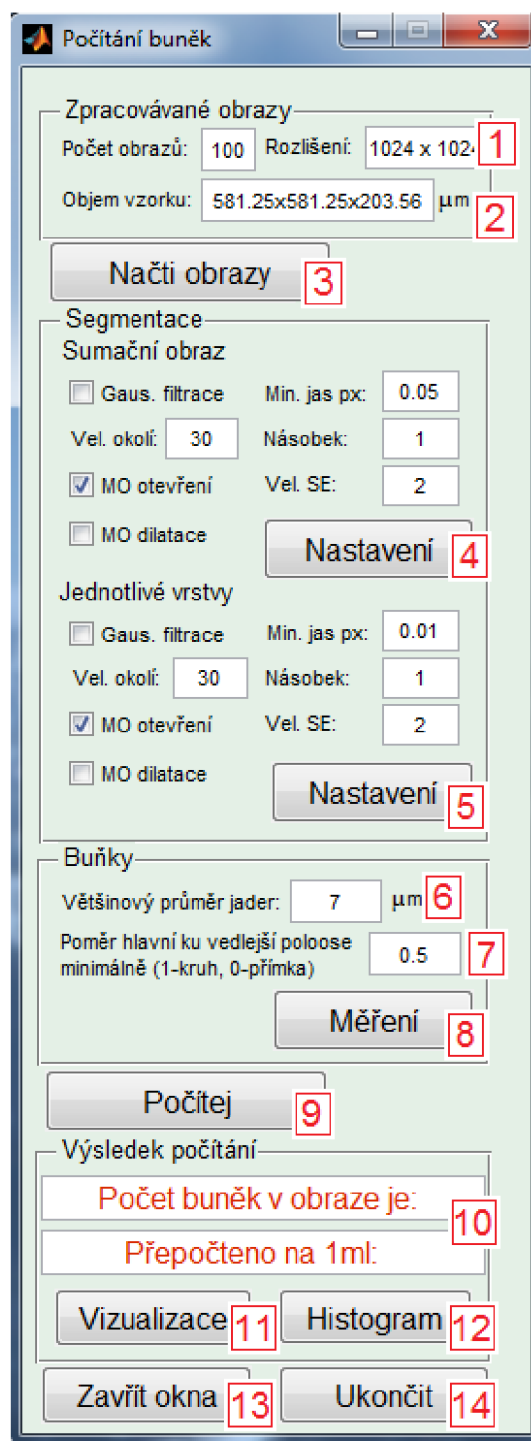 Počítání buněk
Zpracovávané obrazy
Počet obrazů: 100 Rozlišení: 1024 x 1024 1
Objem vzorku: 581.25x581.25x203.56 µm 2
Načti obrazy 3
Segmentace
Sumační obraz
Gaus. filtrace Min. jas px: 0.05
Vel. okolí: 30 Násobek: 1
MO otevření Vel. SE: 2
MO dilatace Nastavení 4
Jednotlivé vrstvy
Gaus. filtrace Min. jas px: 0.01
Vel. okolí: 30 Násobek: 1
MO otevření Vel. SE: 2
MO dilatace Nastavení 5
Buňky
Většinový průměr jader: 7 µm 6
Poměr hlavní ku vedlejší poloose
minimálně (1-kruh, 0-přímka) 0.5 7
Měření 8
Počítej 9
Výsledek počítání
Počet buněk v obraze je: 10
Přepočteno na 1ml:
Vizualizace 11 Histogram 12
Zavřít okna 13 Ukončit 14